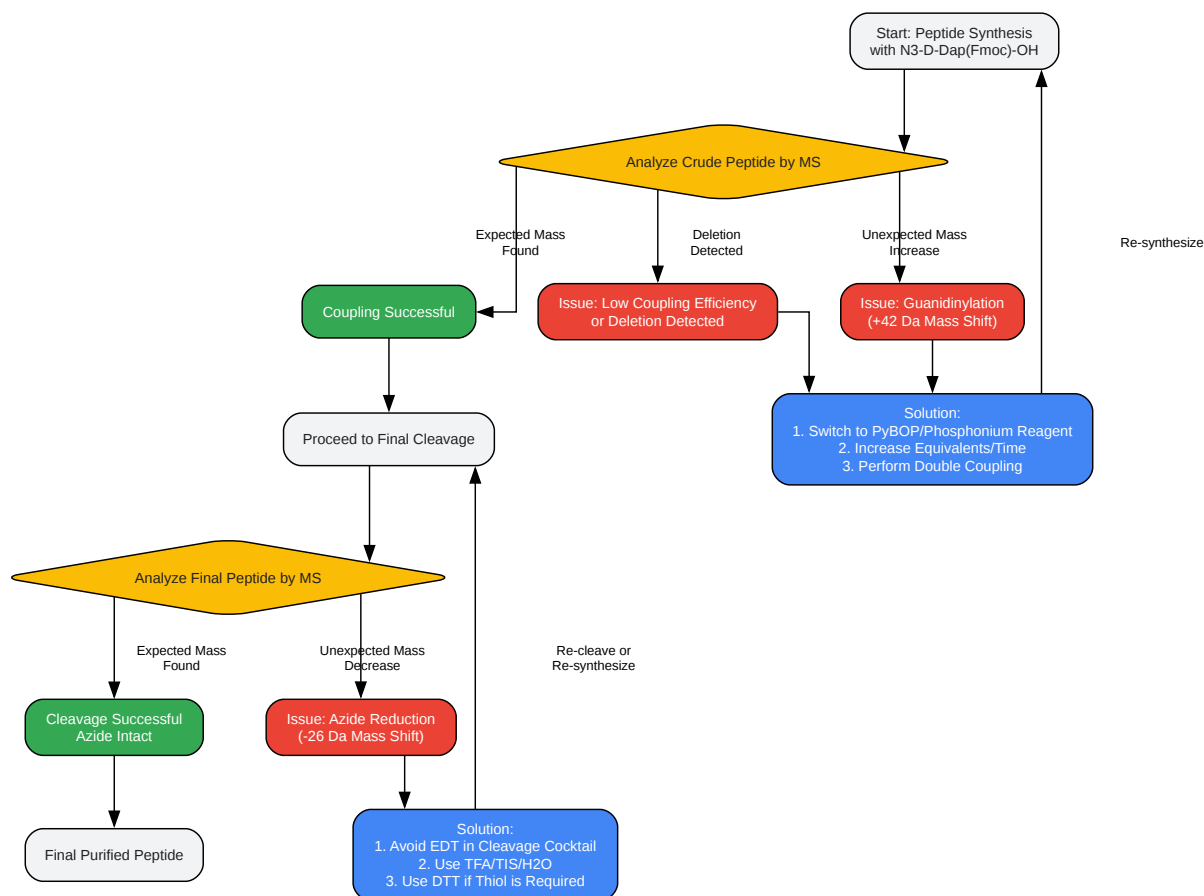 Start: Peptide Synthesis
with N3-D-Dap(Fmoc)-OH
Analyze Crude Peptide by MS
Expected Mass
Found
Deletion
Detected
Unexpected Mass
Increase
Re-synthesize
Coupling Successful
Issue: Low Coupling Efficiency
or Deletion Detected
Issue: Guanidinylation
(+42 Da Mass Shift)
Proceed to Final Cleavage
Solution:
1. Switch to PyBOP/Phosphonium Reagent
2. Increase Equivalents/Time
3. Perform Double Coupling
Analyze Final Peptide by MS
Expected Mass
Found
Unexpected Mass
Decrease
Re-cleave or
Re-synthesize
Cleavage Successful
Azide Intact
Issue: Azide Reduction
(-26 Da Mass Shift)
Final Purified Peptide
Solution:
1. Avoid EDT in Cleavage Cocktail
2. Use TFA/TIS/H2O
3. Use DTT if Thiol is Required